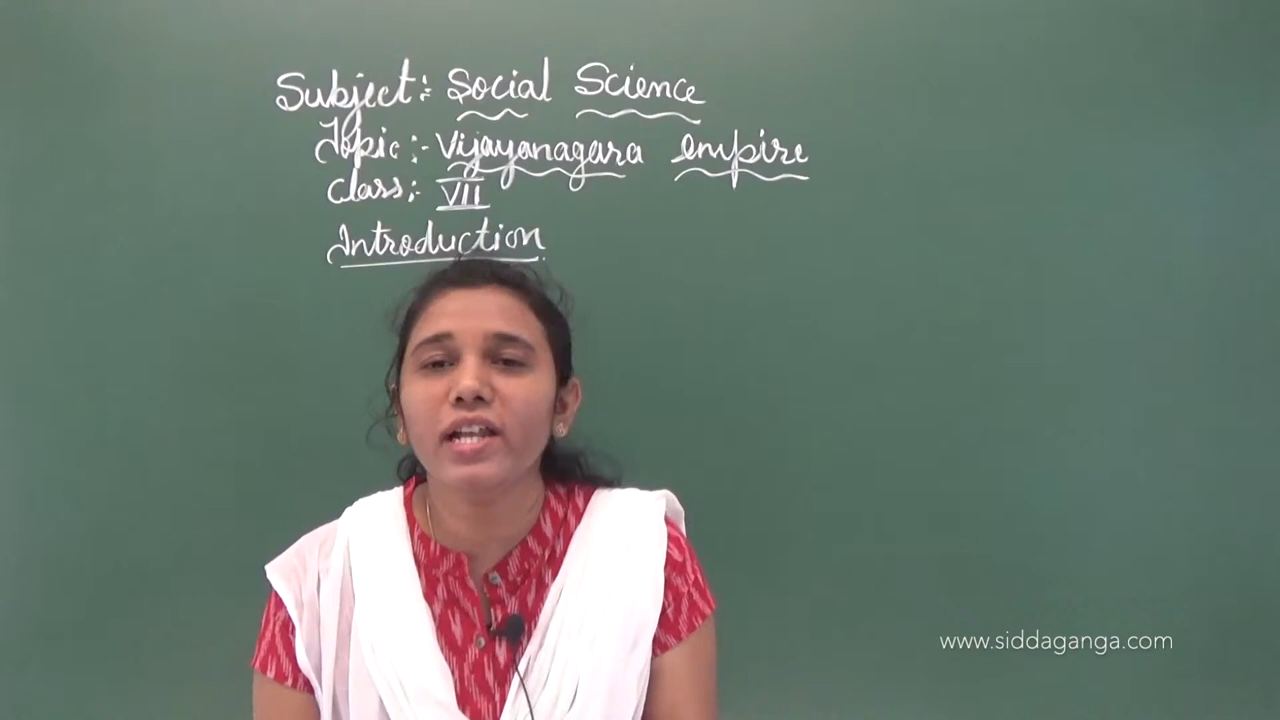 Subject:- Social Science
Topic:- Vijayanagara empire
Class:- VII
Introduction
www.siddaganga.com